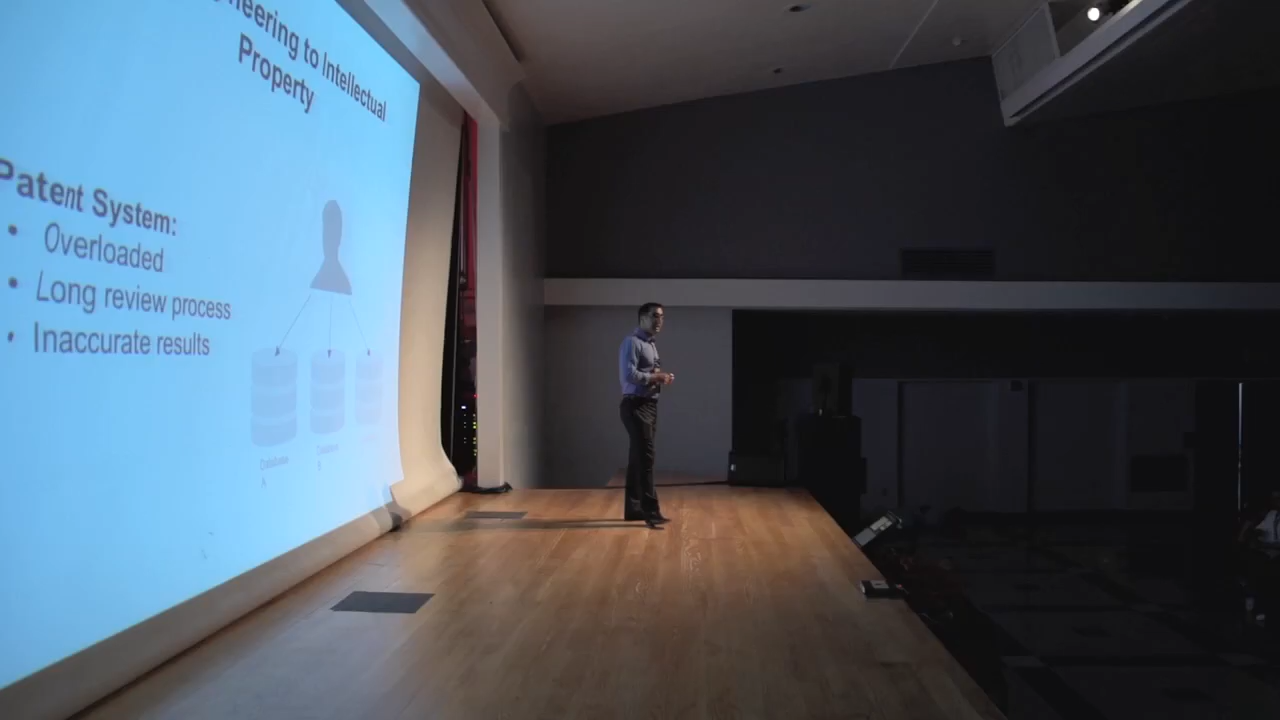 neering to Intellectual
Property
Patent System:
• Overloaded
• Long review process
• Inaccurate results
A
B